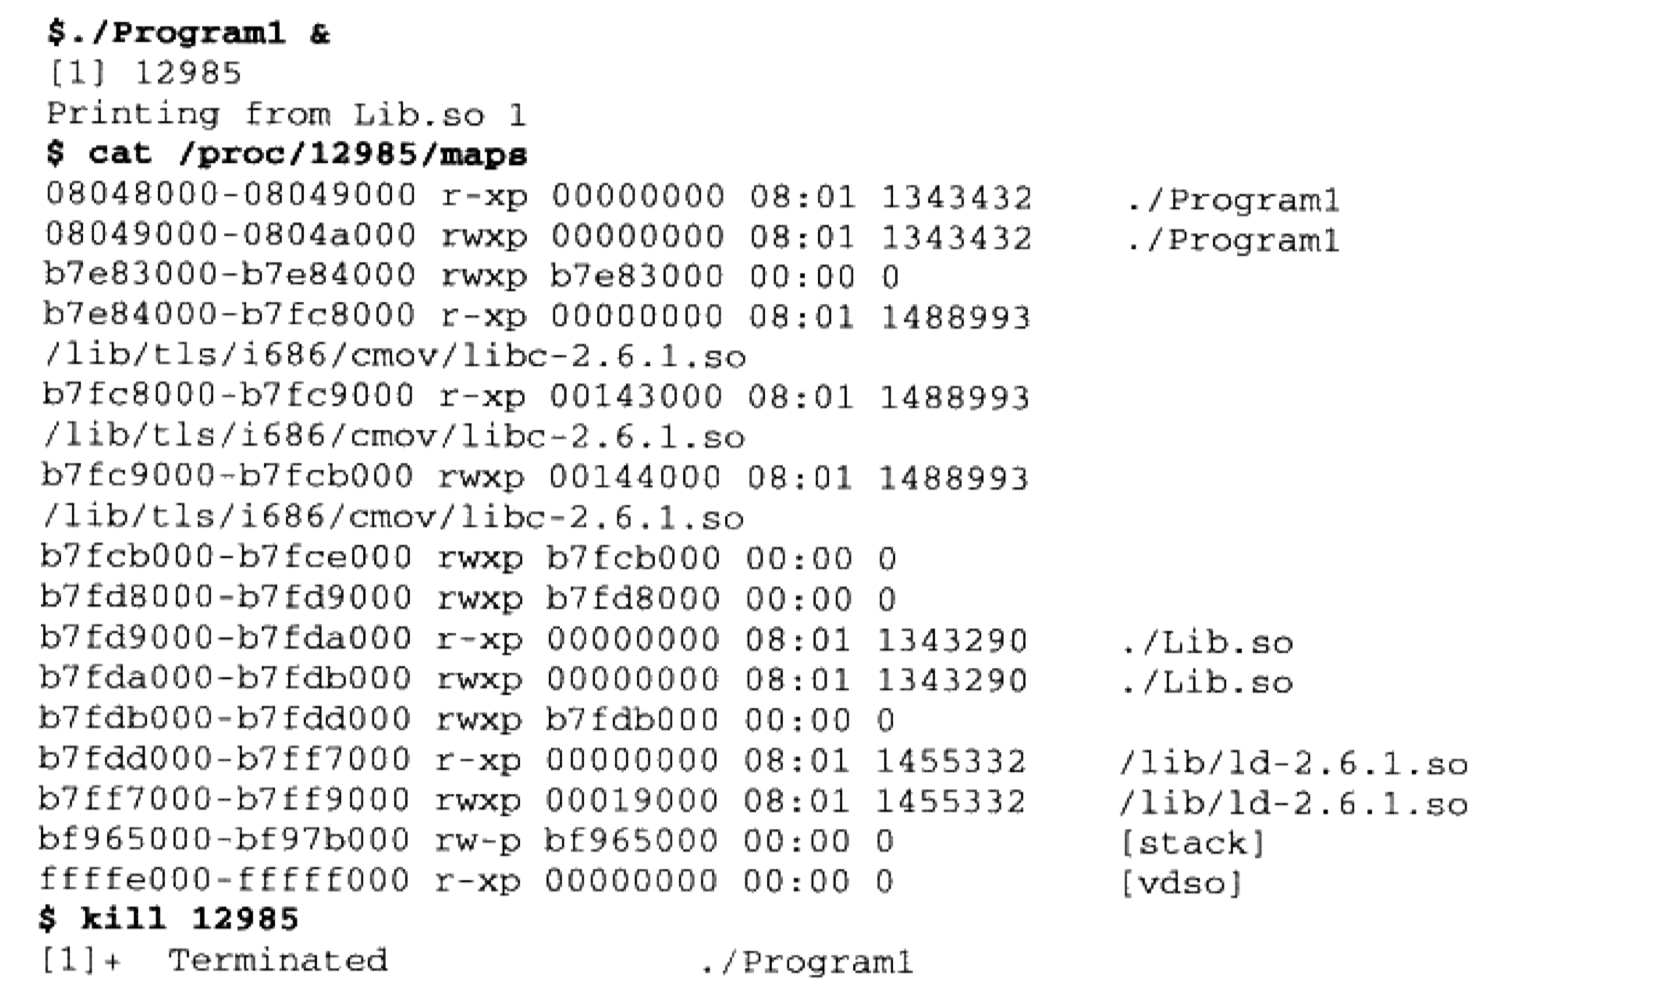 $./Program1 &
[1] 12985
Printing from Lib.so 1
$ cat /proc/12985/maps
08048000-08049000 r-xp 00000000 08:01 1343432 ./Program1
08049000-0804a000 rwxp 00000000 08:01 1343432 ./Program1
b7e83000-b7e84000 rwxp b7e83000 00:00 0
b7e84000-b7fc8000 r-xp 00000000 08:01 1488993
/lib/tls/i686/cmov/libc-2.6.1.so
b7fc8000-b7fc9000 r-xp 00143000 08:01 1488993
/lib/tls/i686/cmov/libc-2.6.1.so
b7fc9000-b7fcb000 rwxp 00144000 08:01 1488993
/lib/tls/i686/cmov/libc-2.6.1.so
b7fcb000-b7fce000 rwxp b7fcb000 00:00 0
b7fd8000-b7fd9000 rwxp b7fd8000 00:00 0
b7fd9000-b7fda000 r-xp 00000000 08:01 1343290 ./Lib.so
b7fda000-b7fdb000 rwxp 00000000 08:01 1343290 ./Lib.so
b7fdb000-b7fdd000 rwxp b7fdb000 00:00 0
b7fdd000-b7ff7000 r-xp 00000000 08:01 1455332 /lib/ld-2.6.1.so
b7ff7000-b7ff9000 rwxp 00019000 08:01 1455332 /lib/ld-2.6.1.so
bf965000-bf97b000 rw-p bf965000 00:00 0 [stack]
ffffe000-fffff000 r-xp 00000000 00:00 0 [vdso]
$ kill 12985
[1]+ Terminated ./Program1